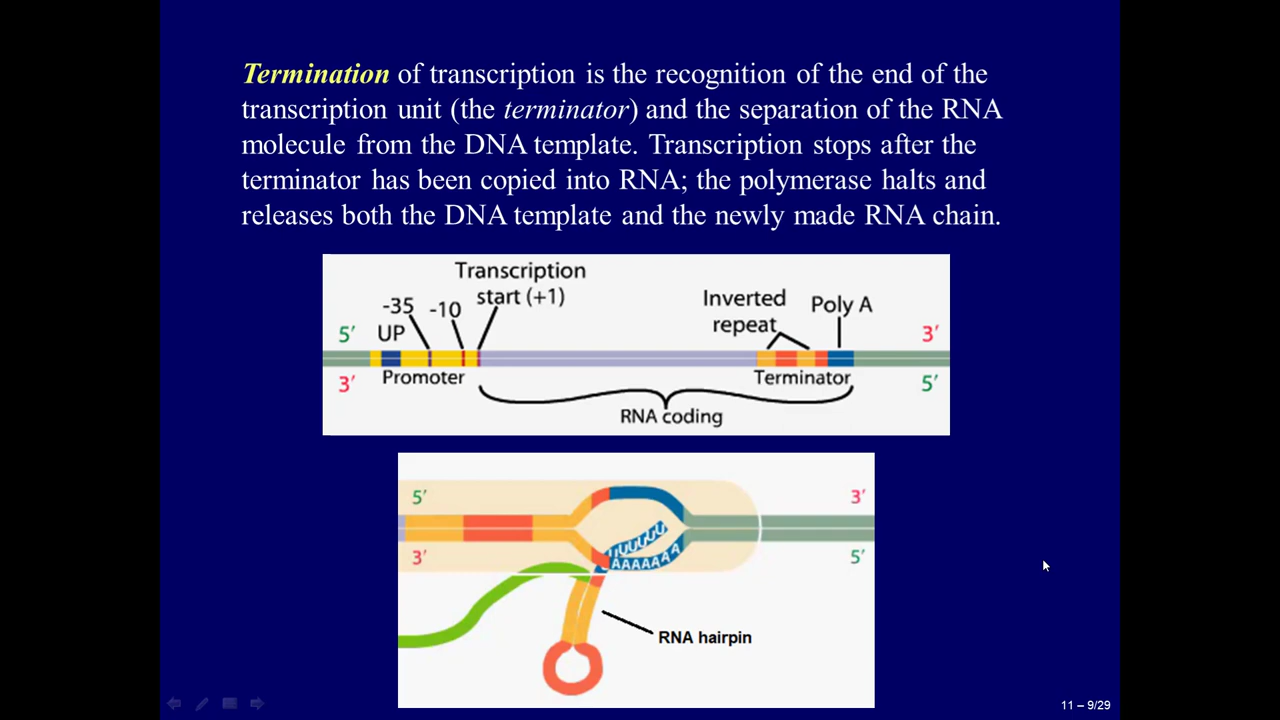 Termination of transcription is the recognition of the end of the
transcription unit (the terminator) and the separation of the RNA
molecule from the DNA template. Transcription stops after the
terminator has been copied into RNA; the polymerase halts and
releases both the DNA template and the newly made RNA chain.
Transcription
start (+1)
-35
-10
Inverted
repeat
Poly A
5′
UP
3′
3′
Promoter
Terminator
5′
RNA coding
5′
3′
UUUUUU
AAAAAAA
3′
5′
RNA hairpin
11 – 9/29